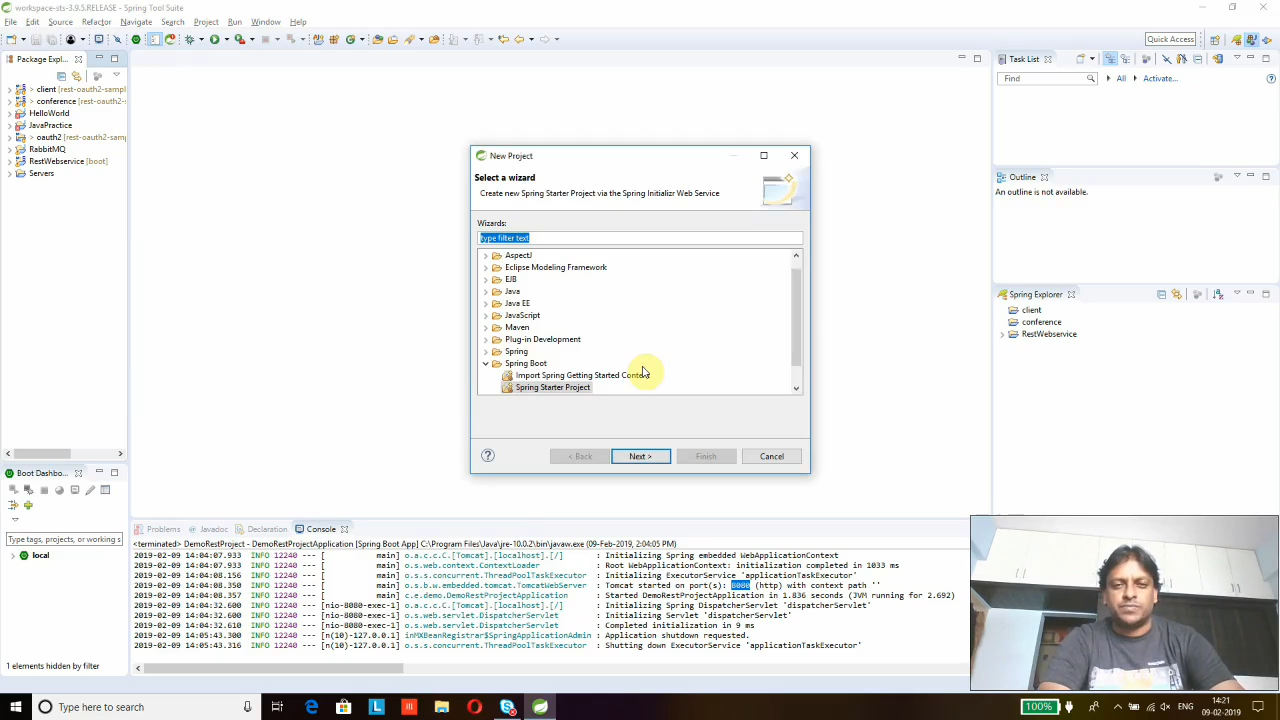 workspace-sts-3.9.5.RELEASE - Spring Tool Suite
File Edit Source Refactor Navigate Search Project Run Window Help
Quick Access
Package Expl...
> client [rest-oauth2-sampl
> conference [rest-oauth2-
HelloWorld
JavaPractice
> oauth2 [rest-oauth2-samp
RabbitMQ
RestWebservice [boot]
Servers
New Project
Select a wizard
Create new Spring Starter Project via the Spring Initializr Web Service
Wizards:
type filter text
AspectJ
Eclipse Modeling Framework
EJB
Java
Java EE
JavaScript
Maven
Plug-in Development
Spring
Spring Boot
Import Spring Getting Started Content
Spring Starter Project
< Back
Next >
Finish
Cancel
Task List
Find
All
Activate...
Outline
An outline is not available.
Spring Explorer
client
conference
RestWebservice
Boot Dashbo...
Type tags, projects, or working s
local
1 elements hidden by filter
Problems Javadoc Declaration Console
<terminated> DemoRestProject - DemoRestProjectApplication [Spring Boot App] C:\Program Files\Java\jre-10.0.2\bin\javaw.exe (09-Feb-2019, 2:04:05 PM)
2019-02-09 14:04:07.933 INFO 12240 --- [ main] o.a.c.c.C.[Tomcat].[localhost].[/] : Initializing Spring embedded WebApplicationContext
2019-02-09 14:04:07.933 INFO 12240 --- [ main] o.s.web.context.ContextLoader : Root WebApplicationContext: initialization completed in 1033 ms
2019-02-09 14:04:08.156 INFO 12240 --- [ main] o.s.s.concurrent.ThreadPoolTaskExecutor : Initializing ExecutorService 'applicationTaskExecutor'
2019-02-09 14:04:08.350 INFO 12240 --- [ main] o.s.b.w.embedded.tomcat.TomcatWebServer : Tomcat started on port(s): 8080 (http) with context path ''
2019-02-09 14:04:08.357 INFO 12240 --- [ main] c.e.demo.DemoRestProjectApplication : Started DemoRestProjectApplication in 1.836 seconds (JVM running for 2.692)
2019-02-09 14:04:32.600 INFO 12240 --- [nio-8080-exec-1] o.a.c.c.C.[Tomcat].[localhost].[/] : Initializing Spring DispatcherServlet 'dispatcherServlet'
2019-02-09 14:04:32.610 INFO 12240 --- [nio-8080-exec-1] o.s.web.servlet.DispatcherServlet : Initializing Servlet 'dispatcherServlet'
2019-02-09 14:04:32.618 INFO 12240 --- [nio-8080-exec-1] o.s.web.servlet.DispatcherServlet : Completed initialization in 9 ms
2019-02-09 14:05:43.300 INFO 12240 --- [n(10)-127.0.0.1] inMXBeanRegistrar$SpringApplicationAdmin : Application shutdown requested.
2019-02-09 14:05:43.316 INFO 12240 --- [n(10)-127.0.0.1] o.s.s.concurrent.ThreadPoolTaskExecutor : Shutting down ExecutorService 'applicationTaskExecutor'
Type here to search
100%
14:21
09-02-2019